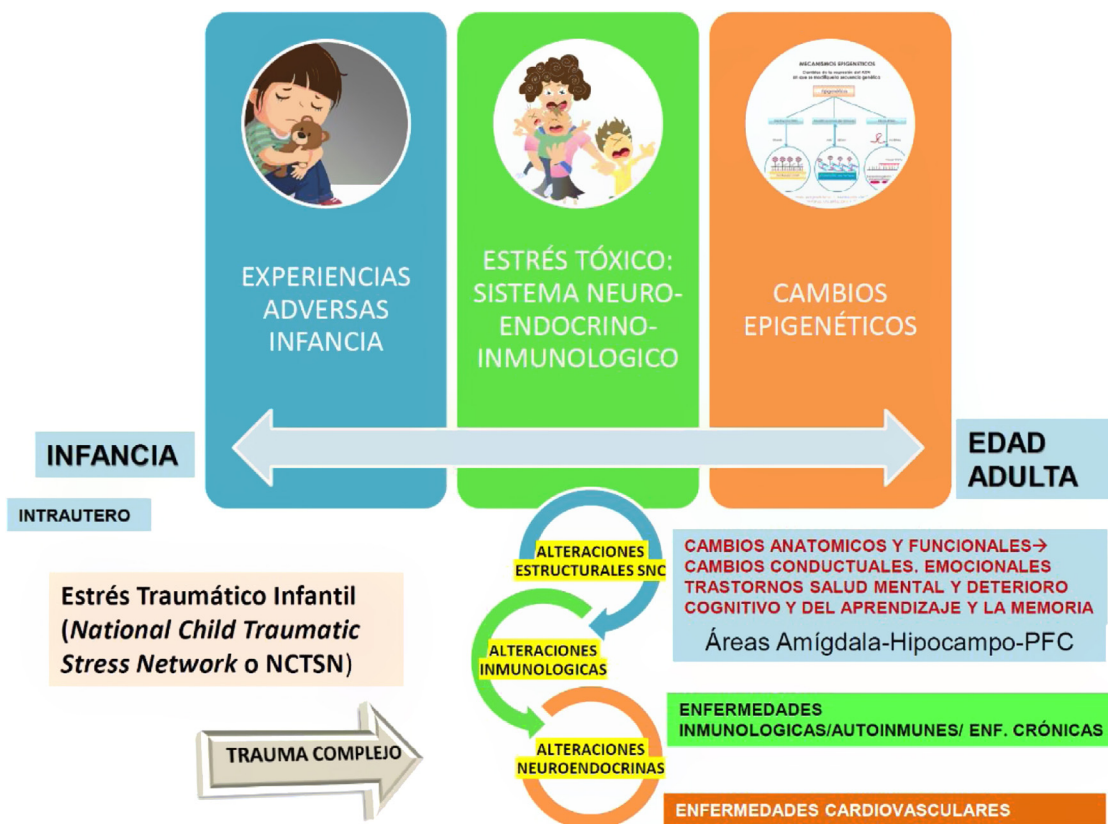 MECANISMOS EPIGENÉTICOS
EXPERIENCIAS
ADVERSAS
INFANCIA
ESTRÉS TÓXICO:
SISTEMA NEURO-
ENDOCRINO-
INMUNOLOGICO
CAMBIOS
EPIGENÉTICOS
INFANCIA
EDAD
ADULTA
INTRAUTERO
Estrés Traumático Infantil
(National Child Traumatic
Stress Network o NCTSN)
TRAUMA COMPLEJO
ALTERACIONES
ESTRUCTURALES SNC
ALTERACIONES
INMUNOLOGICAS
ALTERACIONES
NEUROENDOCRINAS
CAMBIOS ANATOMICOS Y FUNCIONALES→
CAMBIOS CONDUCTUALES. EMOCIONALES
TRASTORNOS SALUD MENTAL Y DETERIORO
COGNITIVO Y DEL APRENDIZAJE Y LA MEMORIA
Áreas Amígdala-Hipocampo-PFC
ENFERMEDADES
INMUNOLOGICAS/AUTOINMUNES/ ENF. CRÓNICAS
ENFERMEDADES CARDIOVASCULARES